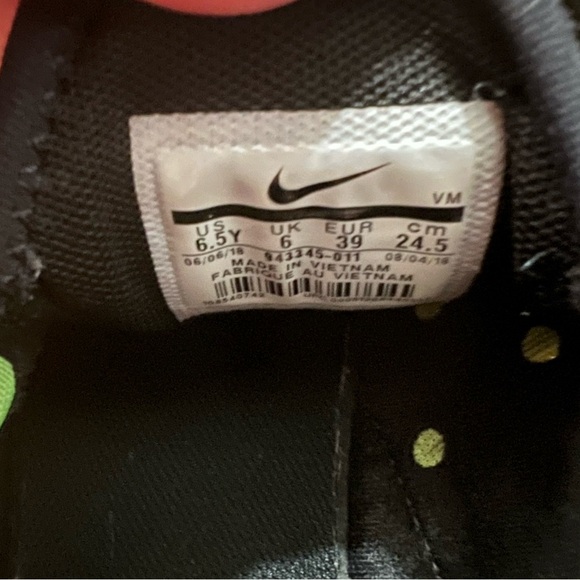 VM
US UK EUR cm
6.5Y 6 39 24.5
06/06/18 943345-011 08/04/18
MADE IN VIETNAM
FABRIQUE AU VIETNAM